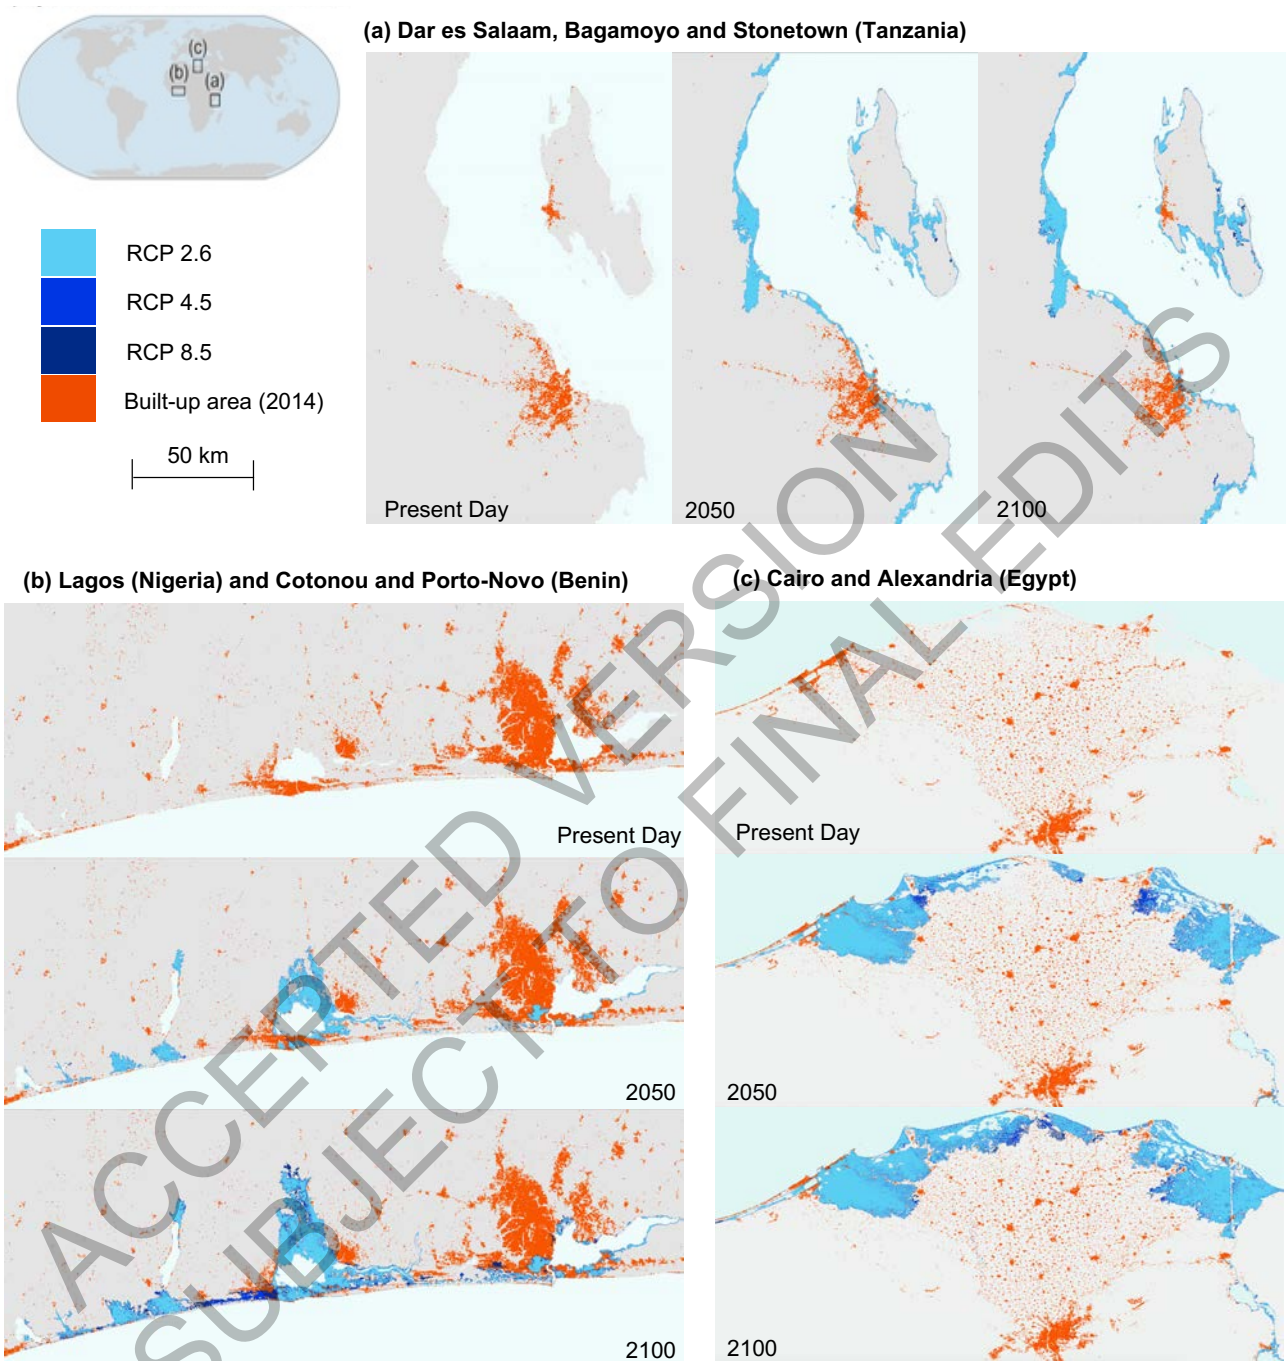 (a) Dar es Salaam, Bagamoyo and Stonetown (Tanzania)
(c)
(b)
(a)
RCP 2.6
RCP 4.5
RCP 8.5
Built-up area (2014)
50 km
Present Day
2050
2100
(b) Lagos (Nigeria) and Cotonou and Porto-Novo (Benin)
(c) Cairo and Alexandria (Egypt)
Present Day
Present Day
2050
2050
2100
2100
ACCEPTED VERSION
SUBJECT TO FINAL EDITS